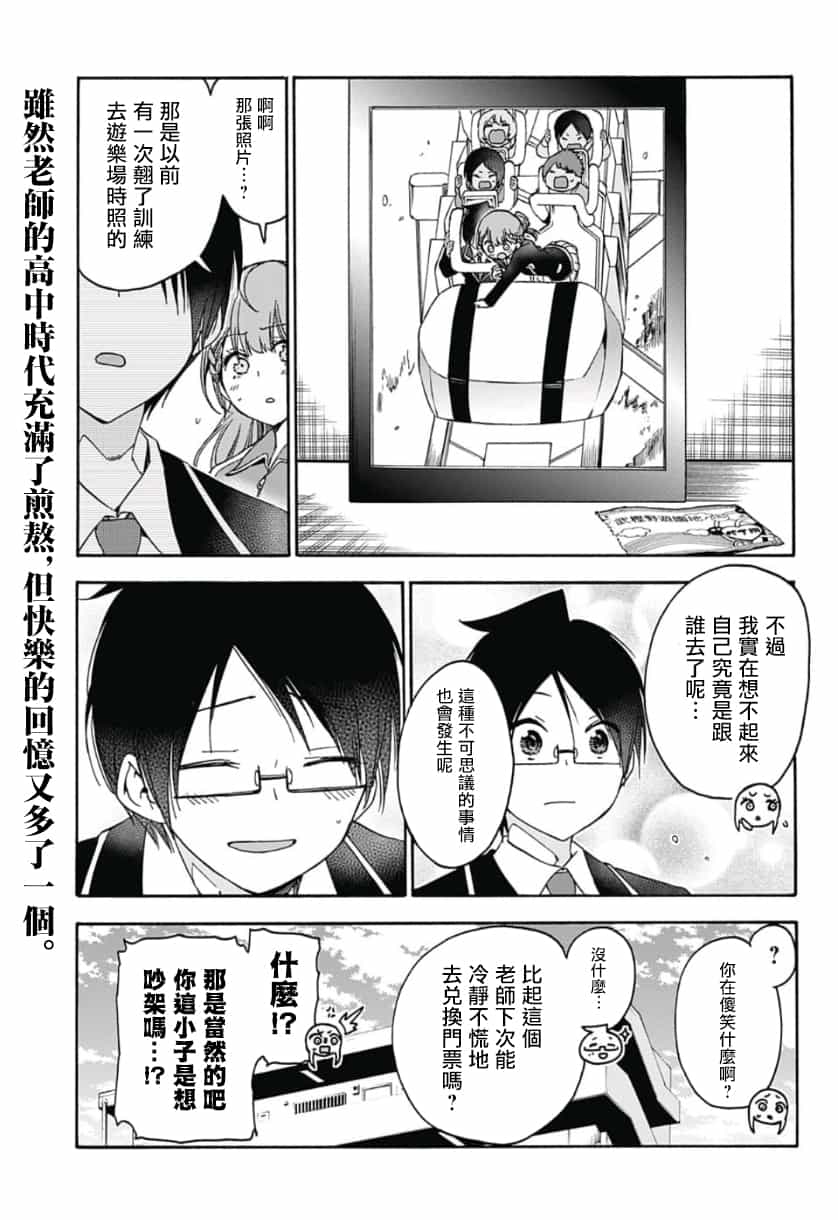 啊啊
那張照片…?
那是以前
有一次翹了訓練
去遊樂場時照的
不過
我實在想不起來
自己究竟是跟
誰去了呢…
這種不可思議的事情
也會發生呢
?
你在傻笑什麼啊?
沒什麼…
比起這個
老師下次能
冷靜不慌地
去兌換門票嗎?
什麼!?
那是當然的吧
你這小子是想
吵架嗎…!?
雖然老師的高中時代充滿了煎熬,但快樂的回憶又多了一個。